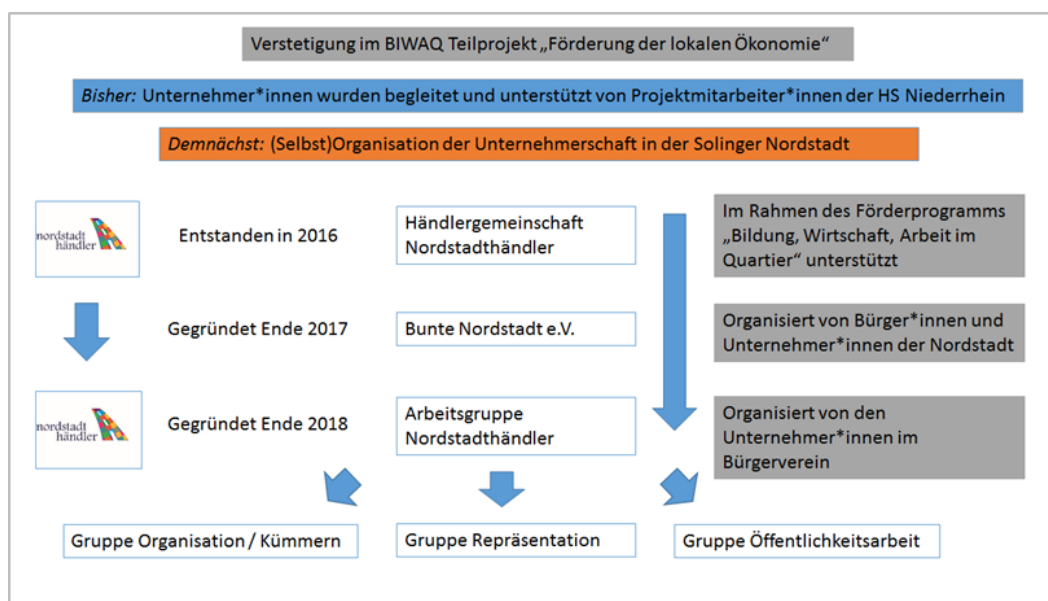 Verstetigung im BIWAQ Teilprojekt „Förderung der lokalen Ökonomie“
Bisher: Unternehmer*innen wurden begleitet und unterstützt von Projektmitarbeiter*innen der HS Niederrhein
Demnächst: (Selbst)Organisation der Unternehmerschaft in der Solinger Nordstadt
nordstadt
händler
Entstanden in 2016
Händlergemeinschaft
Nordstadthändler
Im Rahmen des Förderprogramms
„Bildung, Wirtschaft, Arbeit im
Quartier“ unterstützt
Gegründet Ende 2017
Bunte Nordstadt e.V.
Organisiert von Bürger*innen und
Unternehmer*innen der Nordstadt
nordstadt
händler
Gegründet Ende 2018
Arbeitsgruppe
Nordstadthändler
Organisiert von den
Unternehmer*innen im
Bürgerverein
Gruppe Organisation / Kümmern
Gruppe Repräsentation
Gruppe Öffentlichkeitsarbeit